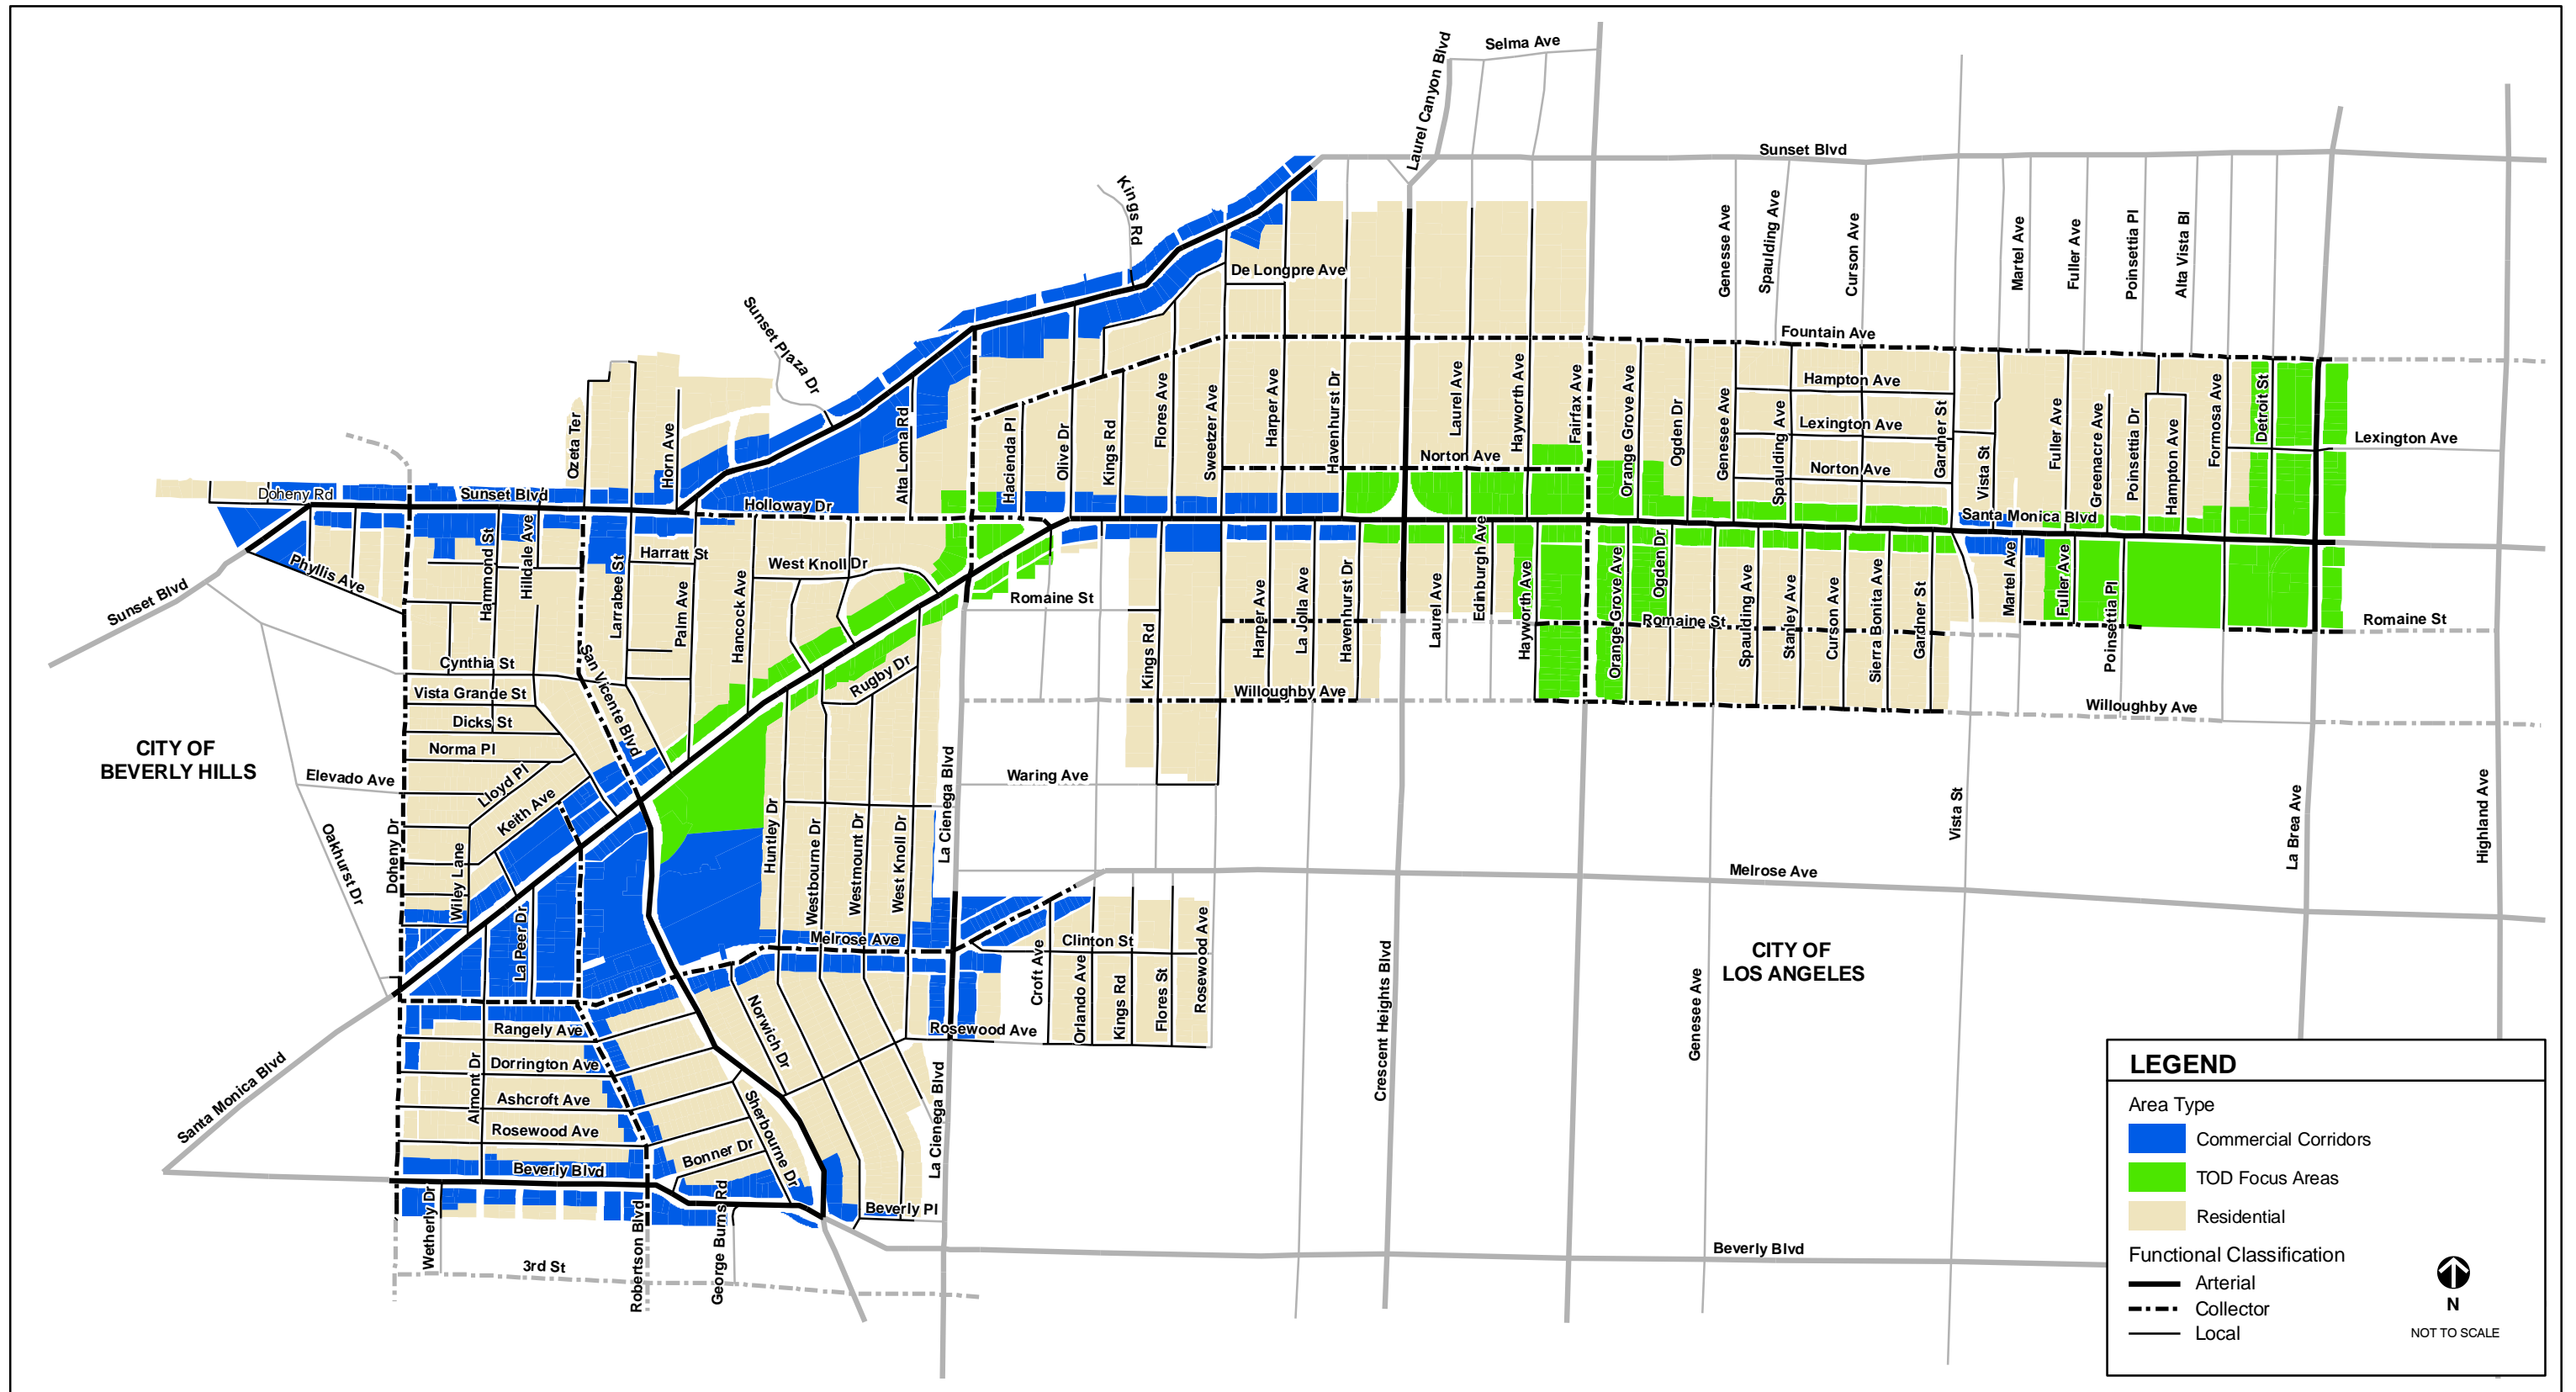 Selma Ave
Laurel Canyon Blvd
Sunset Blvd
Kings Rd
Genesse Ave
Spaulding Ave
Curson Ave
Martel Ave
Fuller Ave
Poinsettia Pl
Alta Vista Bl
De Longpre Ave
Sunset Plaza Dr
Fountain Ave
Hampton Ave
Lexington Ave
Norton Ave
Ozeta Ter
Horn Ave
Alta Loma Rd
Hacienda Pl
Olive Dr
Kings Rd
Flores Ave
Sweetzer Ave
Harper Ave
Havenhurst Dr
Laurel Ave
Hayworth Ave
Fairfax Ave
Orange Grove Ave
Ogden Dr
Genesee Ave
Spaulding Ave
Gardner St
Vista St
Fuller Ave
Greenacre Ave
Poinsettia Dr
Hampton Ave
Formosa Ave
Detroit St
Lexington Ave
Norton Ave
Doheny Rd
Sunset Blvd
Holloway Dr
Santa Monica Blvd
Phyllis Ave
Sunset Blvd
Hammond St
Hilldale Ave
Larrabee St
Harratt St
Palm Ave
Hancock Ave
West Knoll Dr
Romaine St
Kings Rd
Harper Ave
La Jolla Ave
Havenhurst Dr
Laurel Ave
Edinburgh Ave
Hayworth Ave
Orange Grove Ave
Ogden Dr
Romaine St
Spaulding Ave
Stanley Ave
Curson Ave
Sierra Bonita Ave
Gardner St
Martel Ave
Fuller Ave
Poinsettia Pl
Romaine St
Cynthia St
San Vicente Blvd
Rugby Dr
Vista Grande St
Willoughby Ave
Willoughby Ave
Dicks St
Norma Pl
CITY OF
BEVERLY HILLS
Elevado Ave
Lloyd Pl
Keith Ave
Waring Ave
Oakhurst Dr
Doheny Dr
Wiley Lane
La Peer Dr
Huntley Dr
Westbourne Dr
Westmount Dr
West Knoll Dr
La Cienega Blvd
Vista St
La Brea Ave
Highland Ave
Melrose Ave
Melrose Ave
Clinton St
Croft Ave
Orlando Ave
Kings Rd
Flores St
Rosewood Ave
Crescent Heights Blvd
CITY OF
LOS ANGELES
Genesee Ave
Rangely Ave
Norwich Dr
Rosewood Ave
Santa Monica Blvd
Almont Dr
Dorrington Ave
Ashcroft Ave
Rosewood Ave
Sherbourne Dr
Bonner Dr
La Cienega Blvd
Beverly Blvd
Beverly Pl
Wetherly Dr
Robertson Blvd
George Burns Rd
3rd St
Beverly Blvd
LEGEND
Area Type
Commercial Corridors
TOD Focus Areas
Residential
Functional Classification
Arterial
Collector
Local
N
NOT TO SCALE